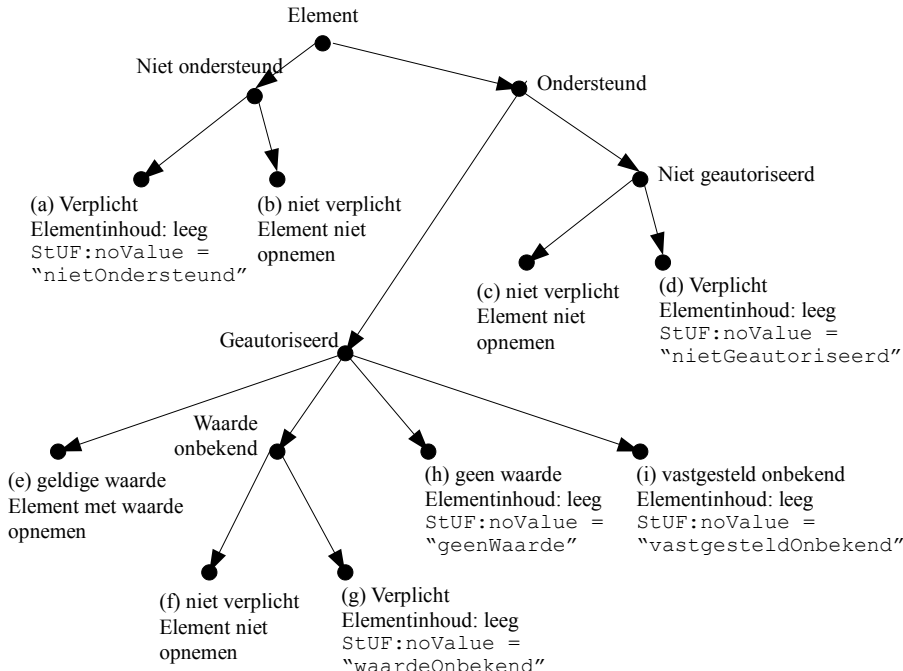 Element
Niet ondersteund
Ondersteund
Niet geautoriseerd
(a) Verplicht
Elementinhoud: leeg
StUF:noValue =
“nietOndersteund”
(b) niet verplicht
Element niet
opnemen
(c) niet verplicht
Element niet
opnemen
(d) Verplicht
Elementinhoud: leeg
StUF:noValue =
“nietGeautoriseerd”
Geautoriseerd
Waarde
onbekend
(e) geldige waarde
Element met waarde
opnemen
(h) geen waarde
Elementinhoud: leeg
StUF:noValue =
“geenWaarde”
(i) vastgesteld onbekend
Elementinhoud: leeg
StUF:noValue =
“vastgesteldOnbekend”
(f) niet verplicht
Element niet
opnemen
(g) Verplicht
Elementinhoud: leeg
StUF:noValue =
“waardeOnbekend”